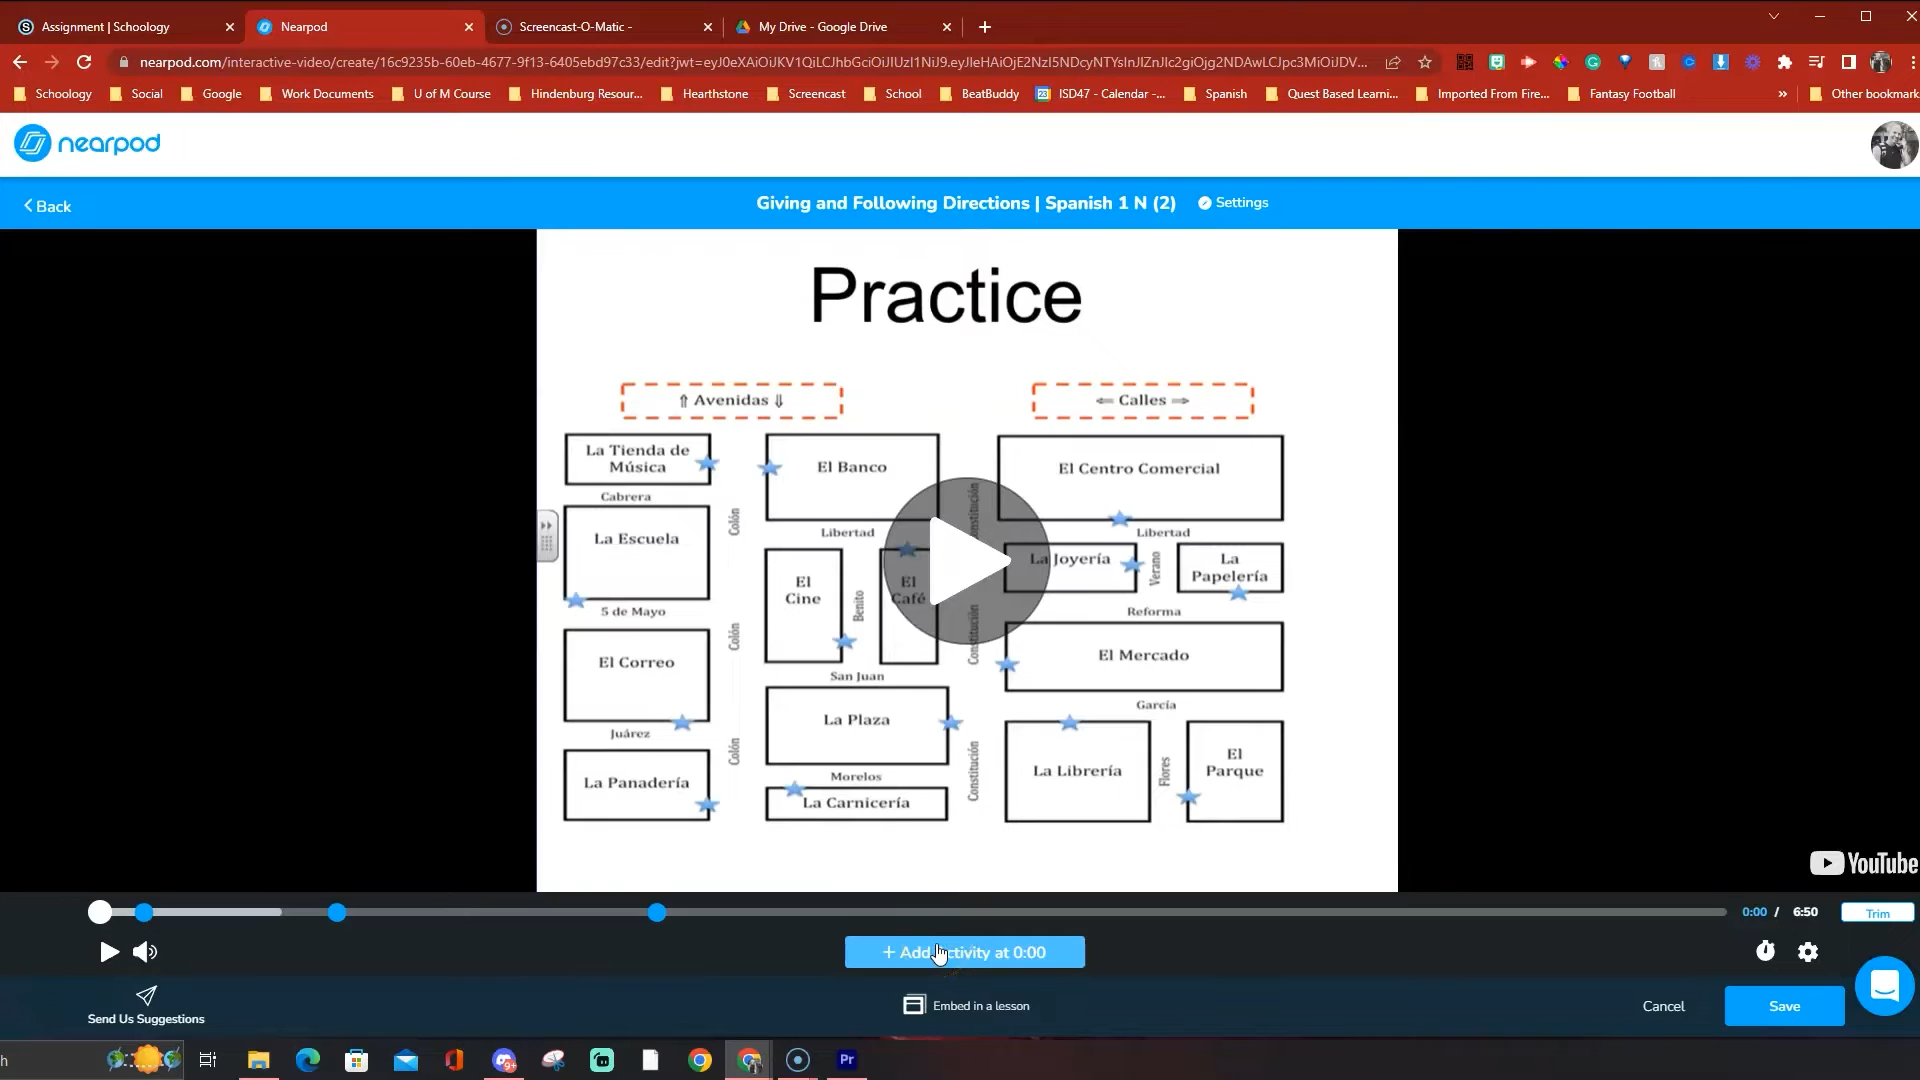 Assignment | Schoology
Nearpod
Screencast-O-Matic -
My Drive - Google Drive
nearpod.com/interactive-video/create/16c9235b-60eb-4677-9f13-6405ebd97c33/edit?jwt=
Schoology
Social
Google
Work Documents
U of M Course
Hindenburg Resour...
Hearthstone
Screencast
School
BeatBuddy
ISD47 - Calendar -...
Spanish
Quest Based Learni...
Imported From Fire...
Fantasy Football
»
Other bookmark
nearpod
Back
Giving and Following Directions | Spanish 1 N (2)
Settings
Practice
⇑ Avenidas ⇓
⇐ Calles ⇒
La Tienda de
Música
El Banco
El Centro Comercial
Cabrera
Colón
Constitución
La Escuela
Libertad
Libertad
El
Cine
Benito
El
Café
La Joyería
Verano
La
Papelería
5 de Mayo
Reforma
El Correo
Colón
Constitución
El Mercado
San Juan
La Plaza
García
Juárez
Colón
Constitución
La Panadería
Morelos
La Carnicería
La Librería
Flores
El
Parque
YouTube
0:00 / 6:50
Trim
+ Add activity at 0:00
Send Us Suggestions
Embed in a lesson
Cancel
Save
h
9+
Pr